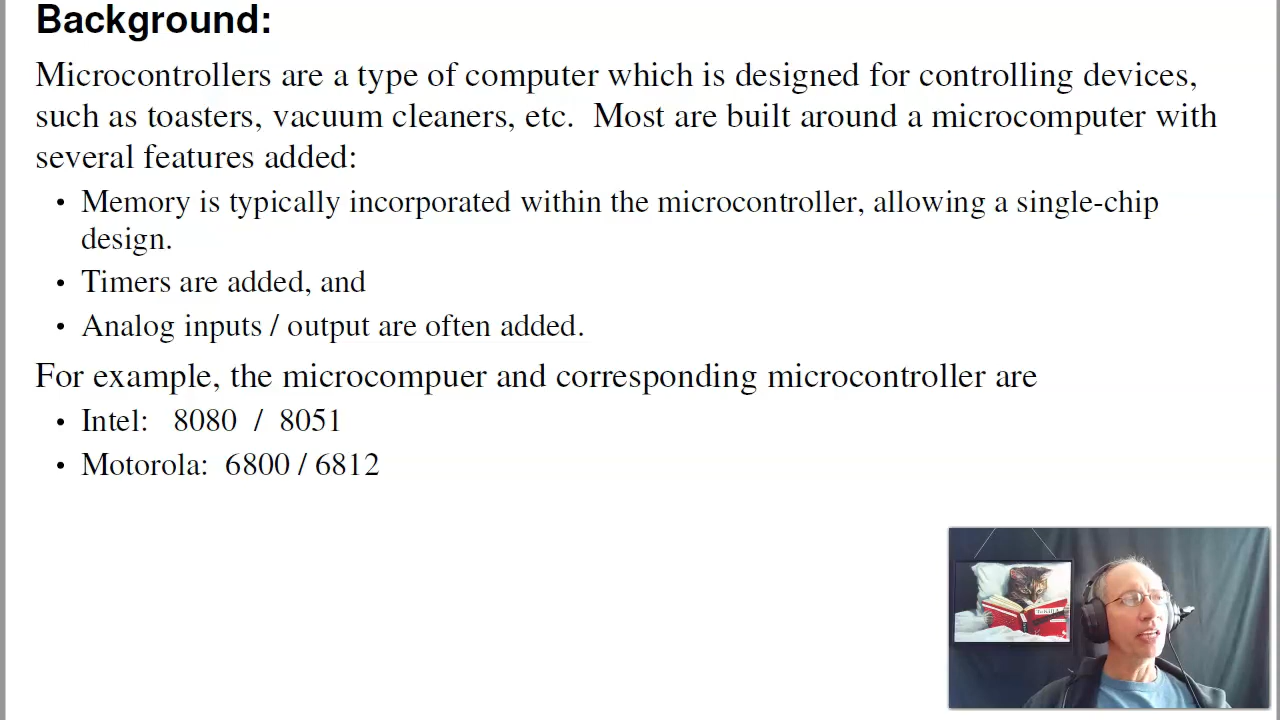 Background:
Microcontrollers are a type of computer which is designed for controlling devices,
such as toasters, vacuum cleaners, etc.  Most are built around a microcomputer with
several features added:
• Memory is typically incorporated within the microcontroller, allowing a single-chip
design.
• Timers are added, and
• Analog inputs / output are often added.
For example, the microcompuer and corresponding microcontroller are
• Intel:   8080  /  8051
• Motorola:  6800 / 6812